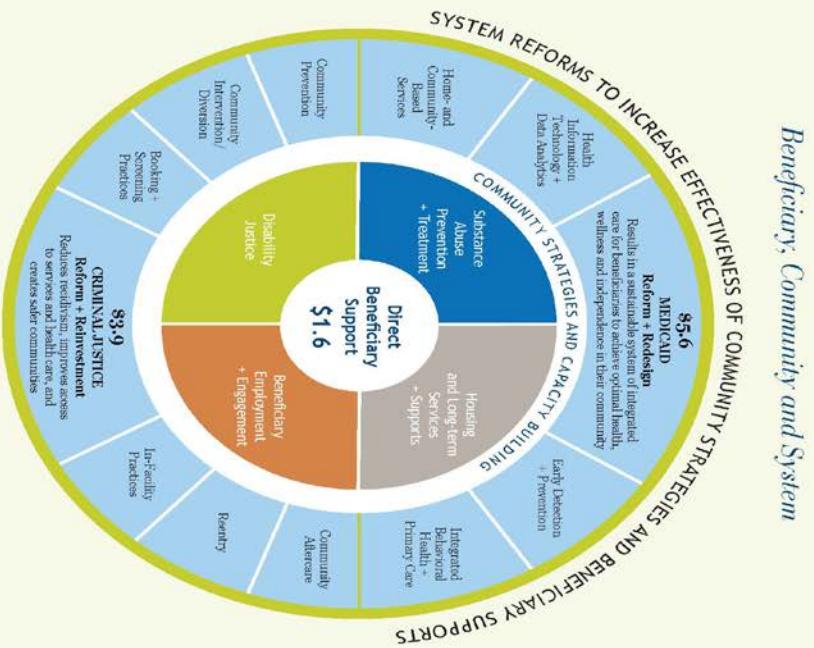 Beneficiary, Community and System
SYSTEM REFORMS TO INCREASE EFFECTIVENESS OF COMMUNITY STRATEGIES AND BENEFICIARY SUPPORTS
$5.6
MEDICAID
Reform + Redesign
Results in a sustainable system of integrated
care for beneficiaries to achieve optimal health,
wellness and independence in their community
Home- and
Community-
Based
Services
Health
Information
Technology +
Data Analytics
Early Detection
+ Prevention
Integrated
Behavioral
Health +
Primary Care
COMMUNITY STRATEGIES AND CAPACITY BUILDING
Substance
Abuse
Prevention
+ Treatment
Housing
and Long-term
Services
+ Supports
Direct
Beneficiary
Support
$1.6
Disability
Justice
Beneficiary
Employment
+ Engagement
Community
Prevention
Community
Intervention/
Diversion
Booking +
Screening
Practices
$3.9
CRIMINAL JUSTICE
Reform + Reinvestment
Reduces recidivism, improves access
to services and health care, and
creates safer communities
In-Facility
Practices
Reentry
Community
Aftercare